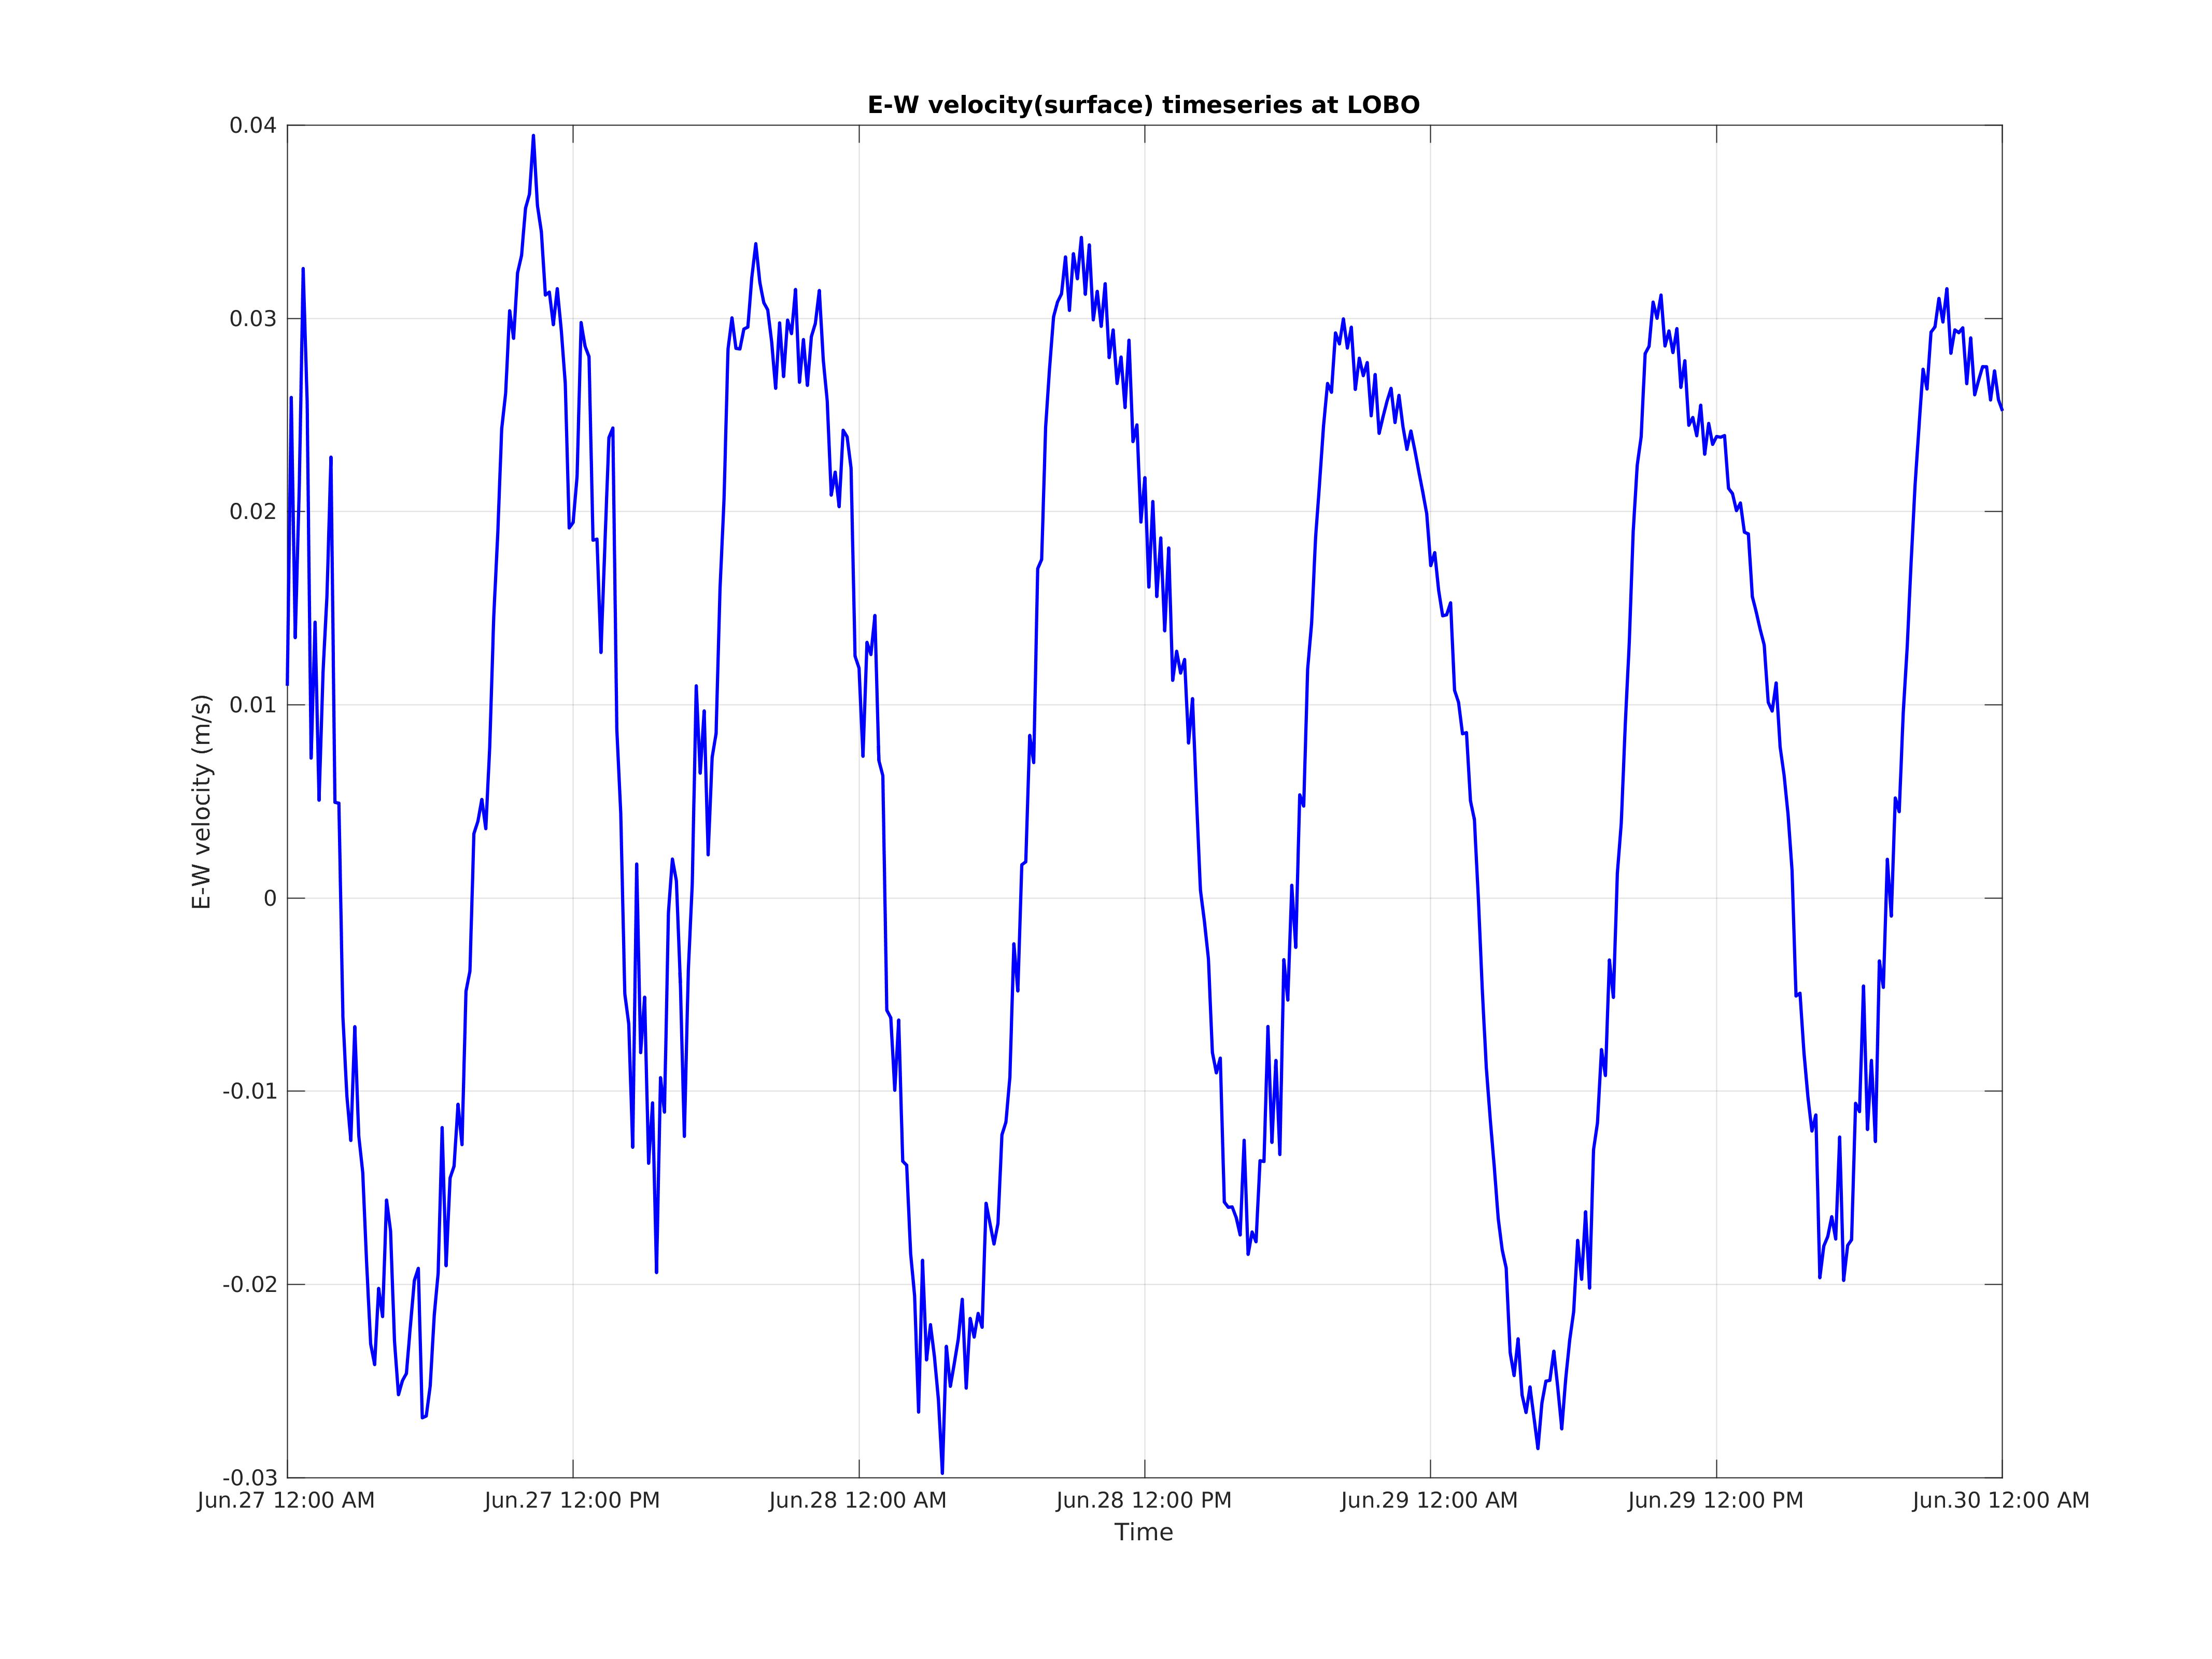 E-W velocity(surface) timeseries at LOBO
0.04
0.03
0.02
0.01
0
-0.01
-0.02
-0.03
E-W velocity (m/s)
Jun.27 12:00 AM Jun.27 12:00 PM Jun.28 12:00 AM Jun.28 12:00 PM Jun.29 12:00 AM Jun.29 12:00 PM Jun.30 12:00 AM
Time